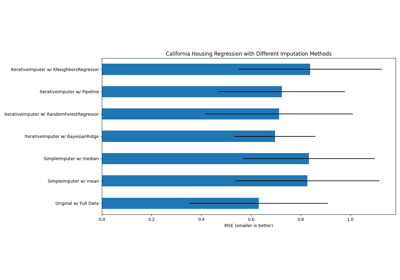 California Housing Regression with Different Imputation Methods
IterativeImputer w/ KNeighborsRegressor
IterativeImputer w/ Pipeline
IterativeImputer w/ RandomForestRegressor
IterativeImputer w/ BayesianRidge
SimpleImputer w/ median
SimpleImputer w/ mean
Original w/ Full Data
0.0 0.2 0.4 0.6 0.8 1.0
MSE (smaller is better)